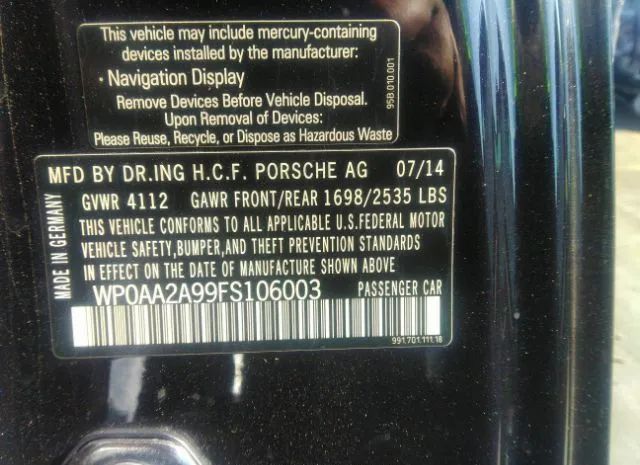 This vehicle may include mercury-containing
devices installed by the manufacturer:
• Navigation Display
Remove Devices Before Vehicle Disposal.
Upon Removal of Devices:
Please Reuse, Recycle, or Dispose as Hazardous Waste
95B.010.001
MFD BY DR.ING H.C.F. PORSCHE AG 07/14
GVWR 4112 GAWR FRONT/REAR 1698/2535 LBS
THIS VEHICLE CONFORMS TO ALL APPLICABLE U.S.FEDERAL MOTOR
VEHICLE SAFETY,BUMPER,AND THEFT PREVENTION STANDARDS
IN EFFECT ON THE DATE OF MANUFACTURE SHOWN ABOVE
WP0AA2A99FS106003 PASSENGER CAR
991.701.111.18
MADE IN GERMANY